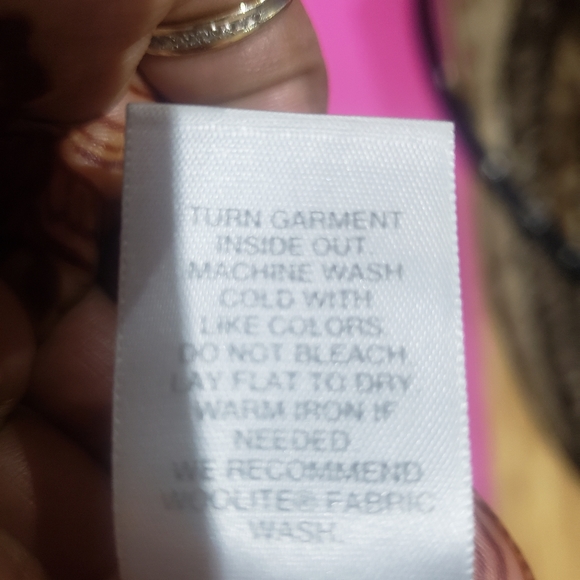 TURN GARMENT
INSIDE OUT
MACHINE WASH
COLD WITH
LIKE COLORS.
DO NOT BLEACH
LAY FLAT TO DRY
WARM IRON IF
NEEDED
WE RECOMMEND
WOOLITE® FABRIC
WASH.